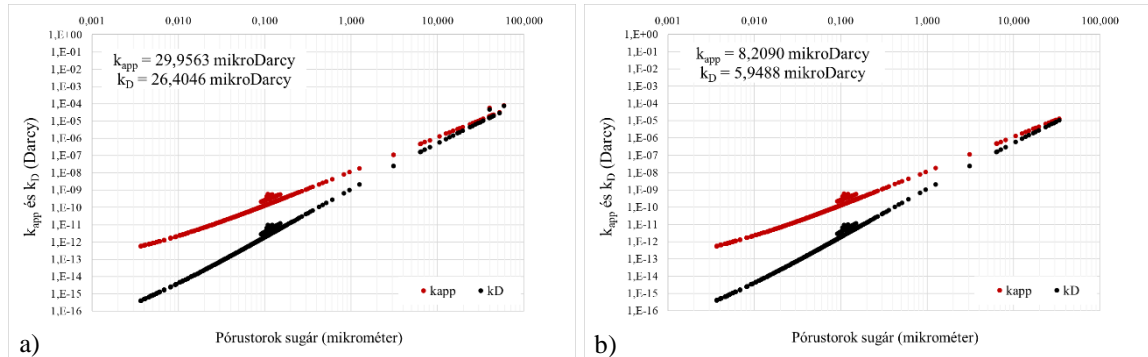 0,001 0,010 0,100 1,000 10,000 100,000
1,E+00
1,E-01
1,E-02
1,E-03
1,E-04
1,E-05
1,E-06
1,E-07
1,E-08
1,E-09
1,E-10
1,E-11
1,E-12
1,E-13
1,E-14
1,E-15
1,E-16
kapp = 29,9563 mikroDarcy
kD = 26,4046 mikroDarcy
kapp és kD (Darcy)
kapp kD
Pórustorok sugár (mikrométer)
a)
0,001 0,010 0,100 1,000 10,000 100,000
1,E+00
1,E-01
1,E-02
1,E-03
1,E-04
1,E-05
1,E-06
1,E-07
1,E-08
1,E-09
1,E-10
1,E-11
1,E-12
1,E-13
1,E-14
1,E-15
1,E-16
kapp = 8,2090 mikroDarcy
kD = 5,9488 mikroDarcy
kapp és kD (Darcy)
kapp kD
Pórustorok sugár (mikrométer)
b)